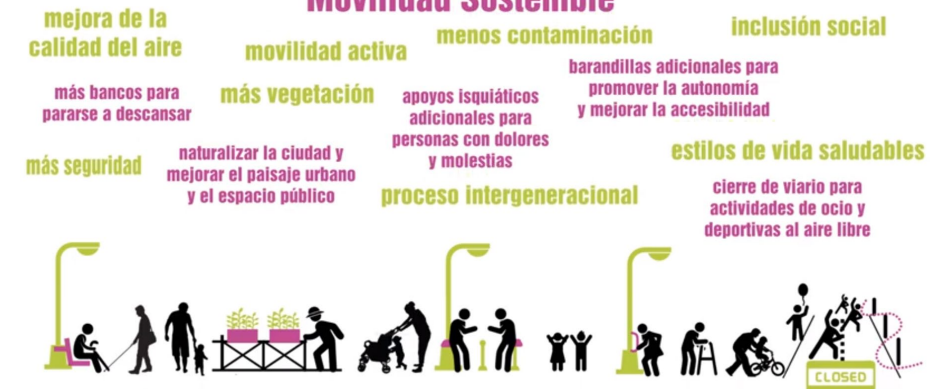 Movilidad Sostenible
mejora de la
calidad del aire
movilidad activa
menos contaminación
inclusión social
más bancos para
pararse a descansar
más vegetación
apoyos isquiáticos
adicionales para
personas con dolores
y molestias
barandillas adicionales para
promover la autonomía
y mejorar la accesibilidad
más seguridad
naturalizar la ciudad y
mejorar el paisaje urbano
y el espacio público
proceso intergeneracional
estilos de vida saludables
cierre de viario para
actividades de ocio y
deportivas al aire libre
CLOSED